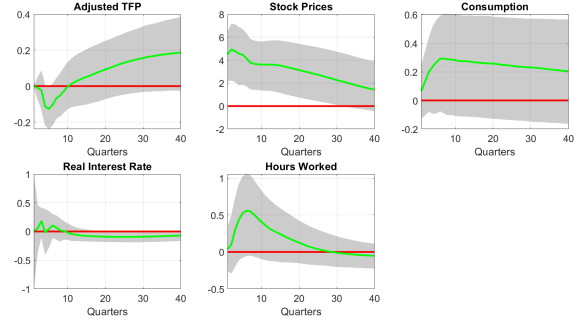 Adjusted TFP
0.4
0.2
0
-0.2
10 20 30 40
Quarters
Stock Prices
8
6
4
2
0
-2
10 20 30 40
Quarters
Consumption
0.6
0.4
0.2
0
-0.2
10 20 30 40
Quarters
Real Interest Rate
1
0.5
0
-0.5
-1
10 20 30 40
Quarters
Hours Worked
1
0.5
0
-0.5
10 20 30 40
Quarters